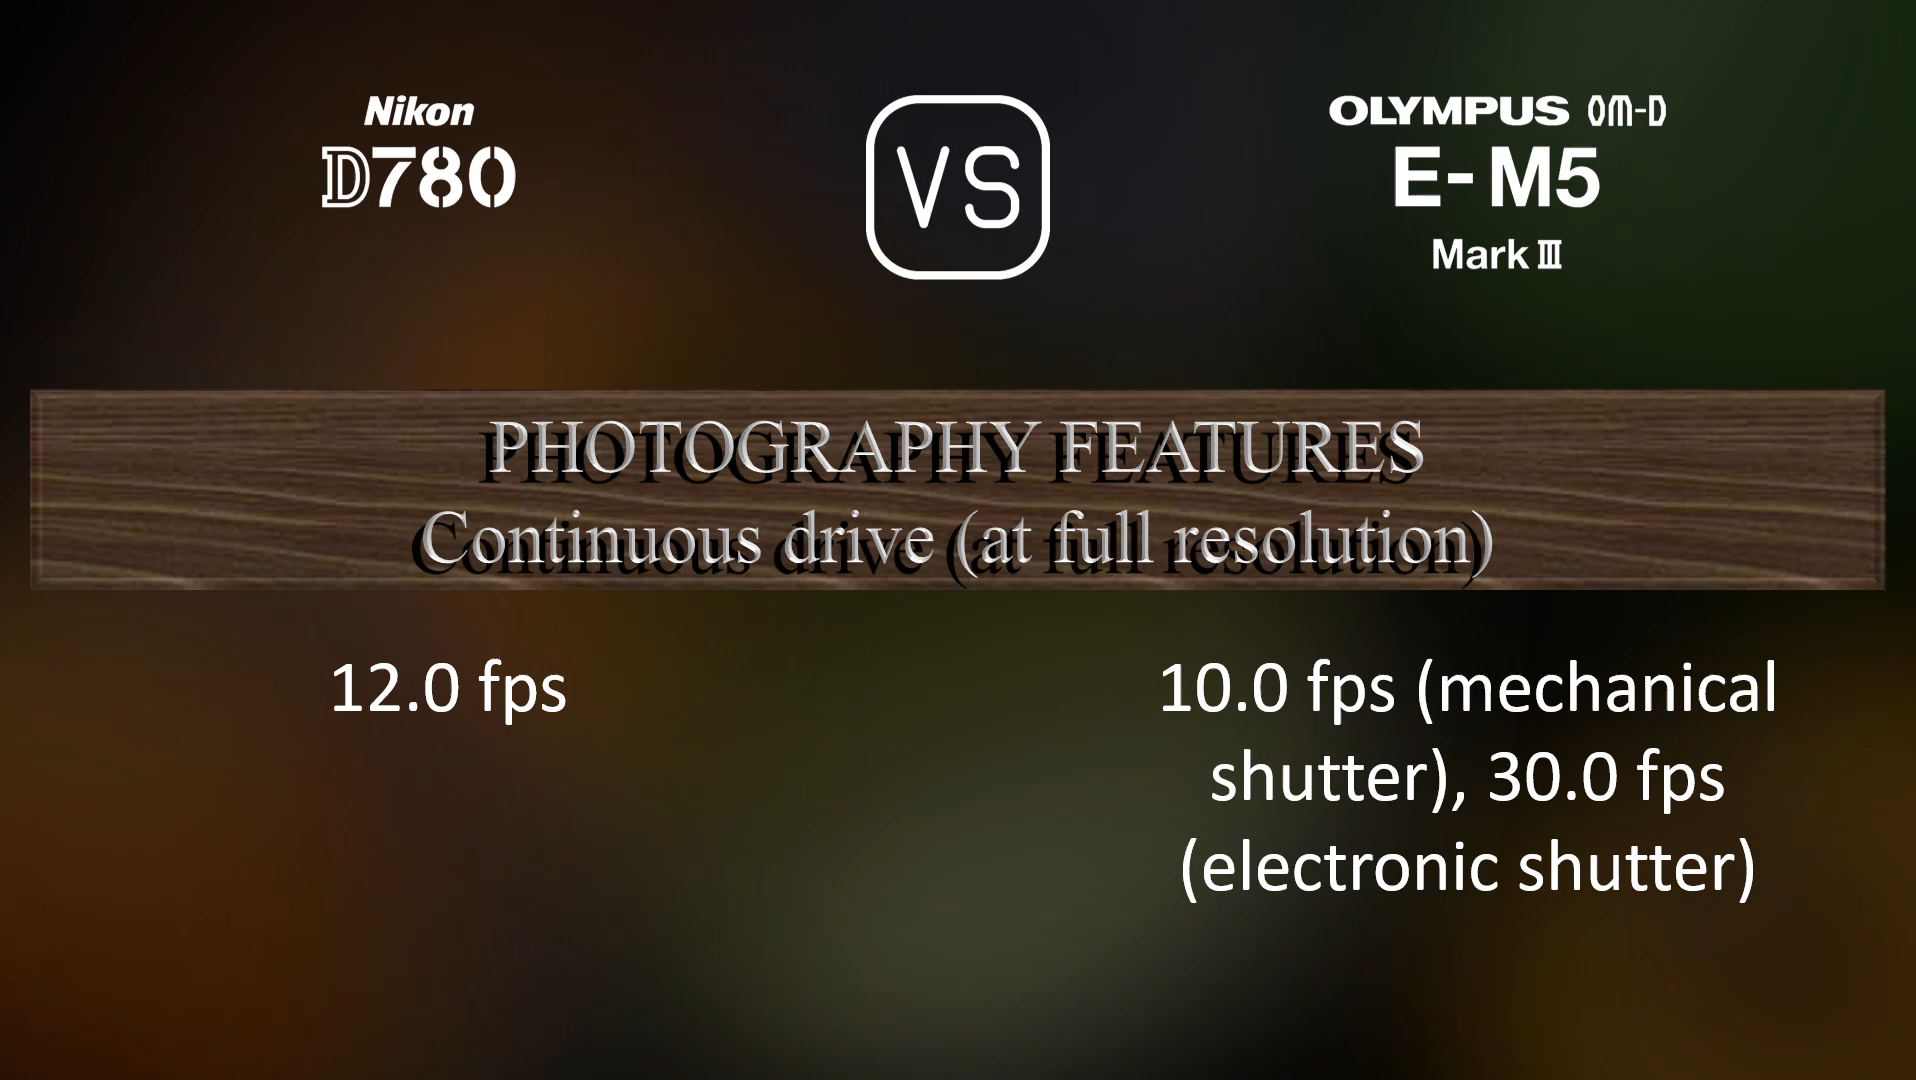 Nikon
D780
VS
OLYMPUS OM-D
E-M5
Mark III
PHOTOGRAPHY FEATURES
Continuous drive (at full resolution)
12.0 fps
10.0 fps (mechanical
shutter), 30.0 fps
(electronic shutter)